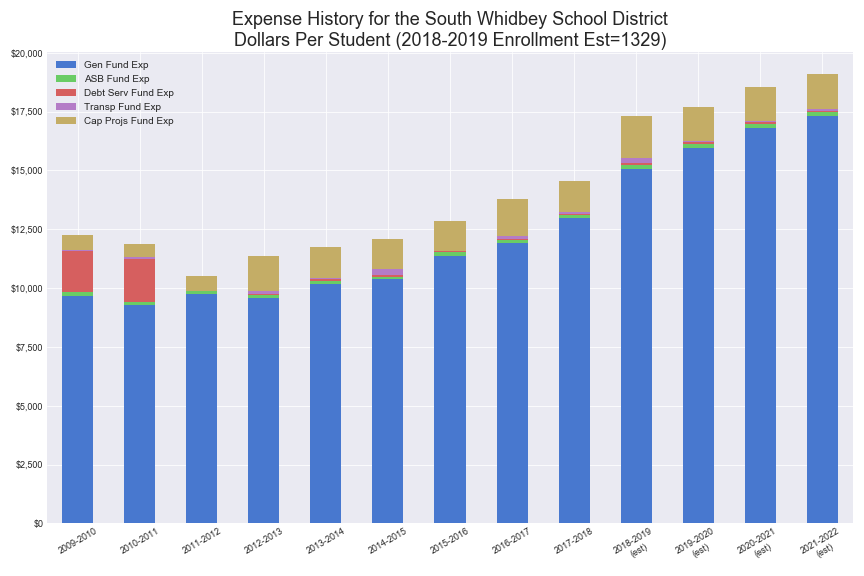 Expense History for the South Whidbey School District
Dollars Per Student (2018-2019 Enrollment Est=1329)
$20,000
$17,500
$15,000
$12,500
$10,000
$7,500
$5,000
$2,500
$0
Gen Fund Exp
ASB Fund Exp
Debt Serv Fund Exp
Transp Fund Exp
Cap Projs Fund Exp
2009-2010
2010-2011
2011-2012
2012-2013
2013-2014
2014-2015
2015-2016
2016-2017
2017-2018
2018-2019
(est)
2019-2020
(est)
2020-2021
(est)
2021-2022
(est)